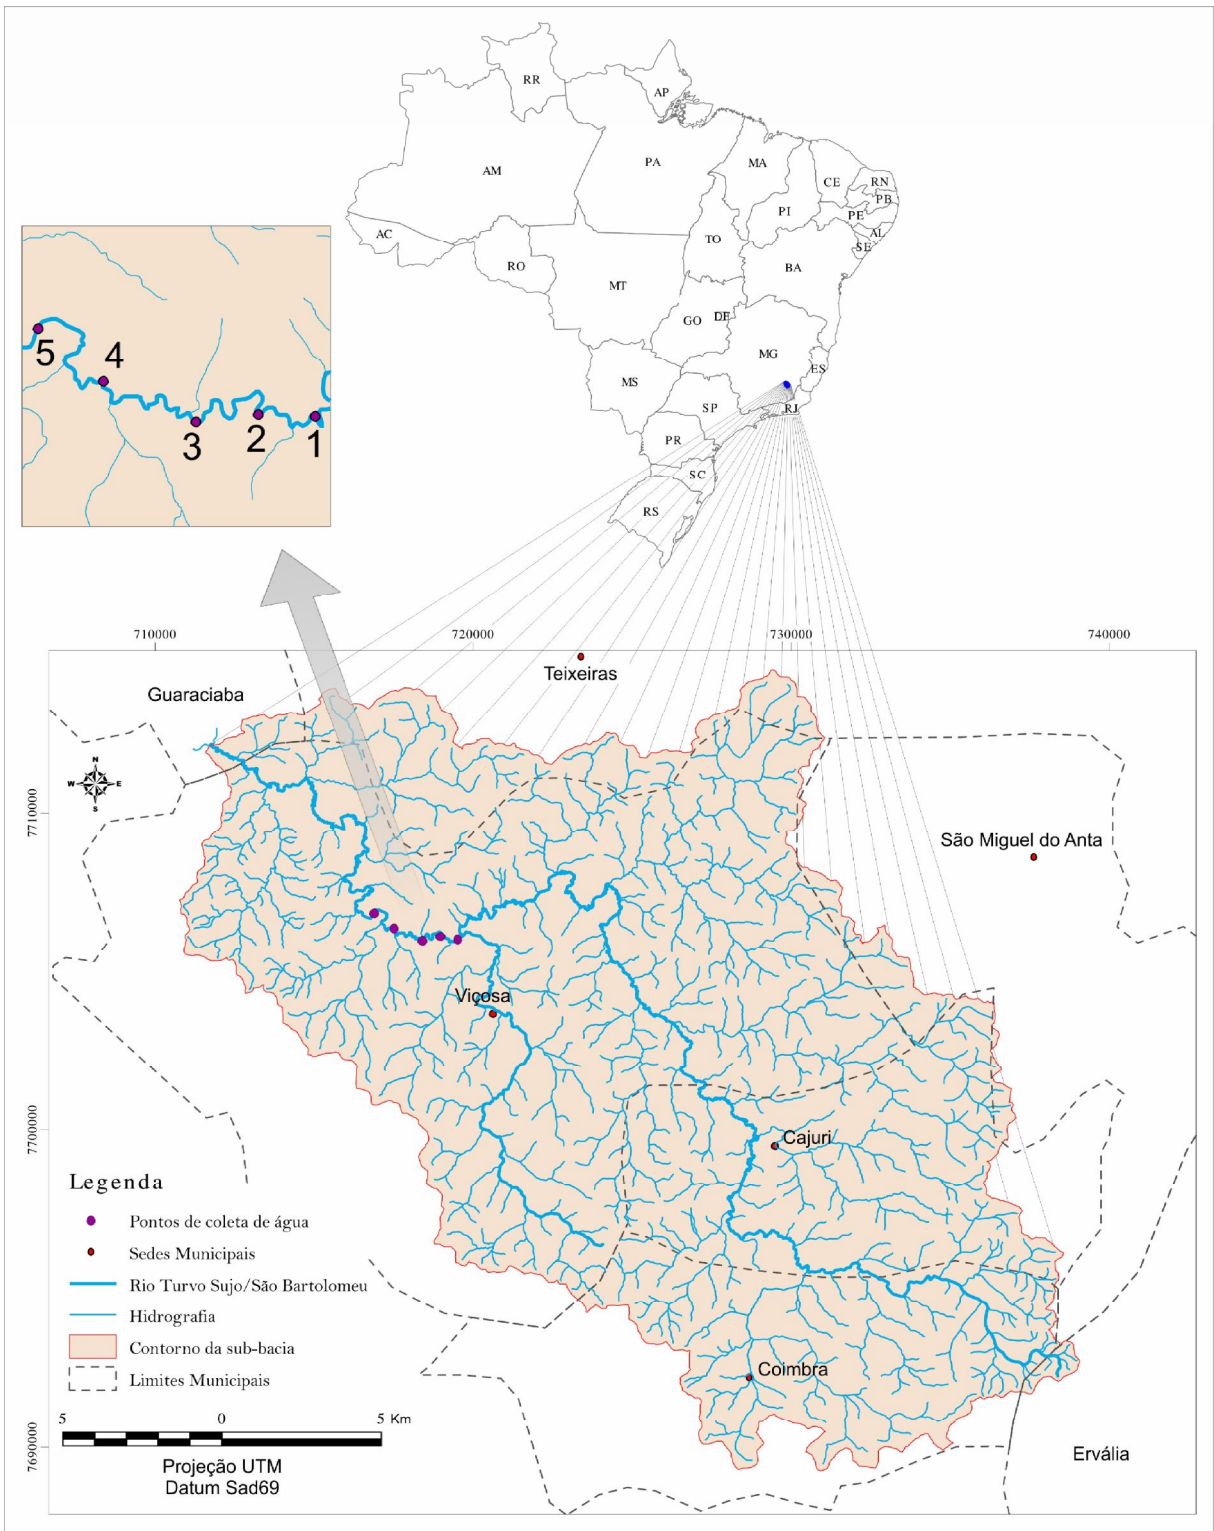 RR
AP
AM
PA
MA
CE
RN
PB
PI
PE
AL
SE
AC
TO
RO
BA
MT
GO
DF
MG
ES
MS
SP
RJ
PR
SC
RS
5
4
3
2
1
710000
720000
730000
740000
Teixeiras
Guaraciaba
N
W
E
S
7710000
São Miguel do Anta
Viçosa
7700000
Cajuri
Legenda
Pontos de coleta de água
Sedes Municipais
Rio Turvo Sujo/São Bartolomeu
Hidrografia
Contorno da sub-bacia
Limites Municipais
Coimbra
5 0 5 Km
7690000
Projeção UTM
Datum Sad69
Ervália